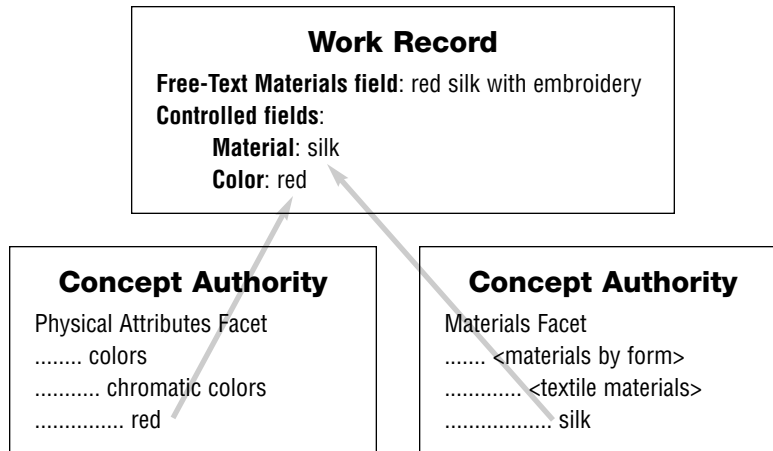 Work Record
Free-Text Materials field: red silk with embroidery
Controlled fields:
Material: silk
Color: red
Concept Authority
Physical Attributes Facet
........ colors
........... chromatic colors
............... red
Concept Authority
Materials Facet
....... <materials by form>
............. <textile materials>
.................. silk